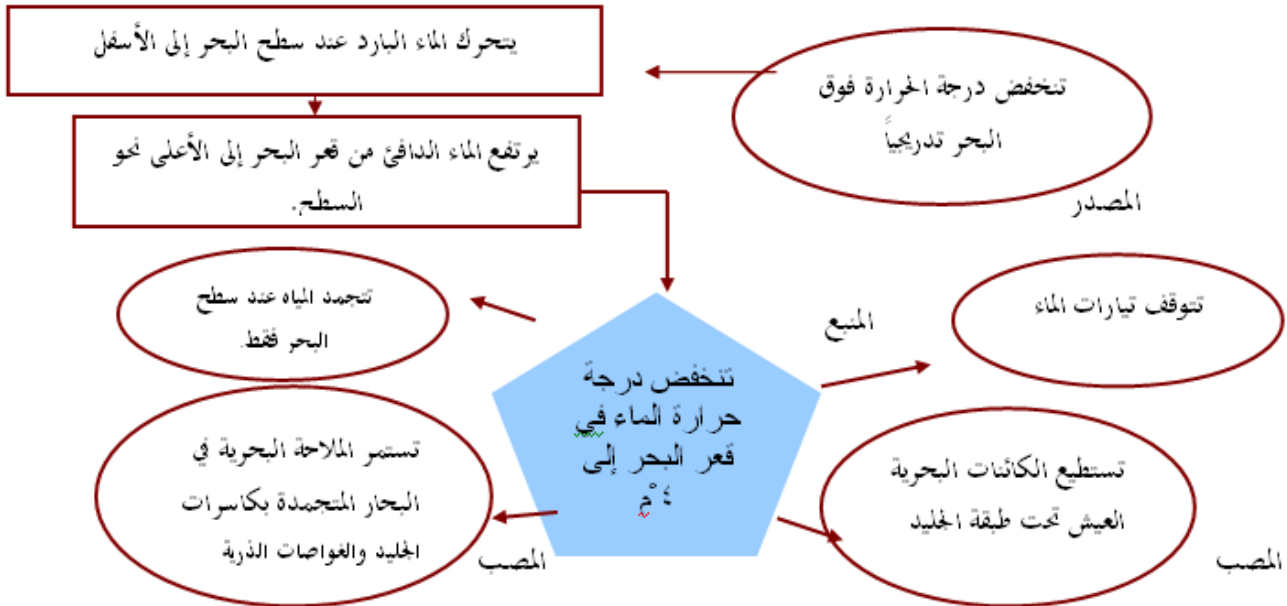 تنخفض درجة الحرارة فوق
البحر تدريجياً
المصدر
يتحرك الماء البارد عند سطح البحر إلى الأسفل
يرتفع الماء الدافئ من قعر البحر إلى الأعلى نحو
السطح.
تنخفض درجة
حرارة الماء في
قعر البحر إلى
٤ ْم
المنبع
تتوقف تيارات الماء
تتجمد المياه عند سطح
البحر فقط.
تستطيع الكائنات البحرية
العيش تحت طبقة الجليد
المصب
تستمر الملاحة البحرية في
البحار المتجمدة بكاسرات
الجليد والغواصات الذرية
المصب